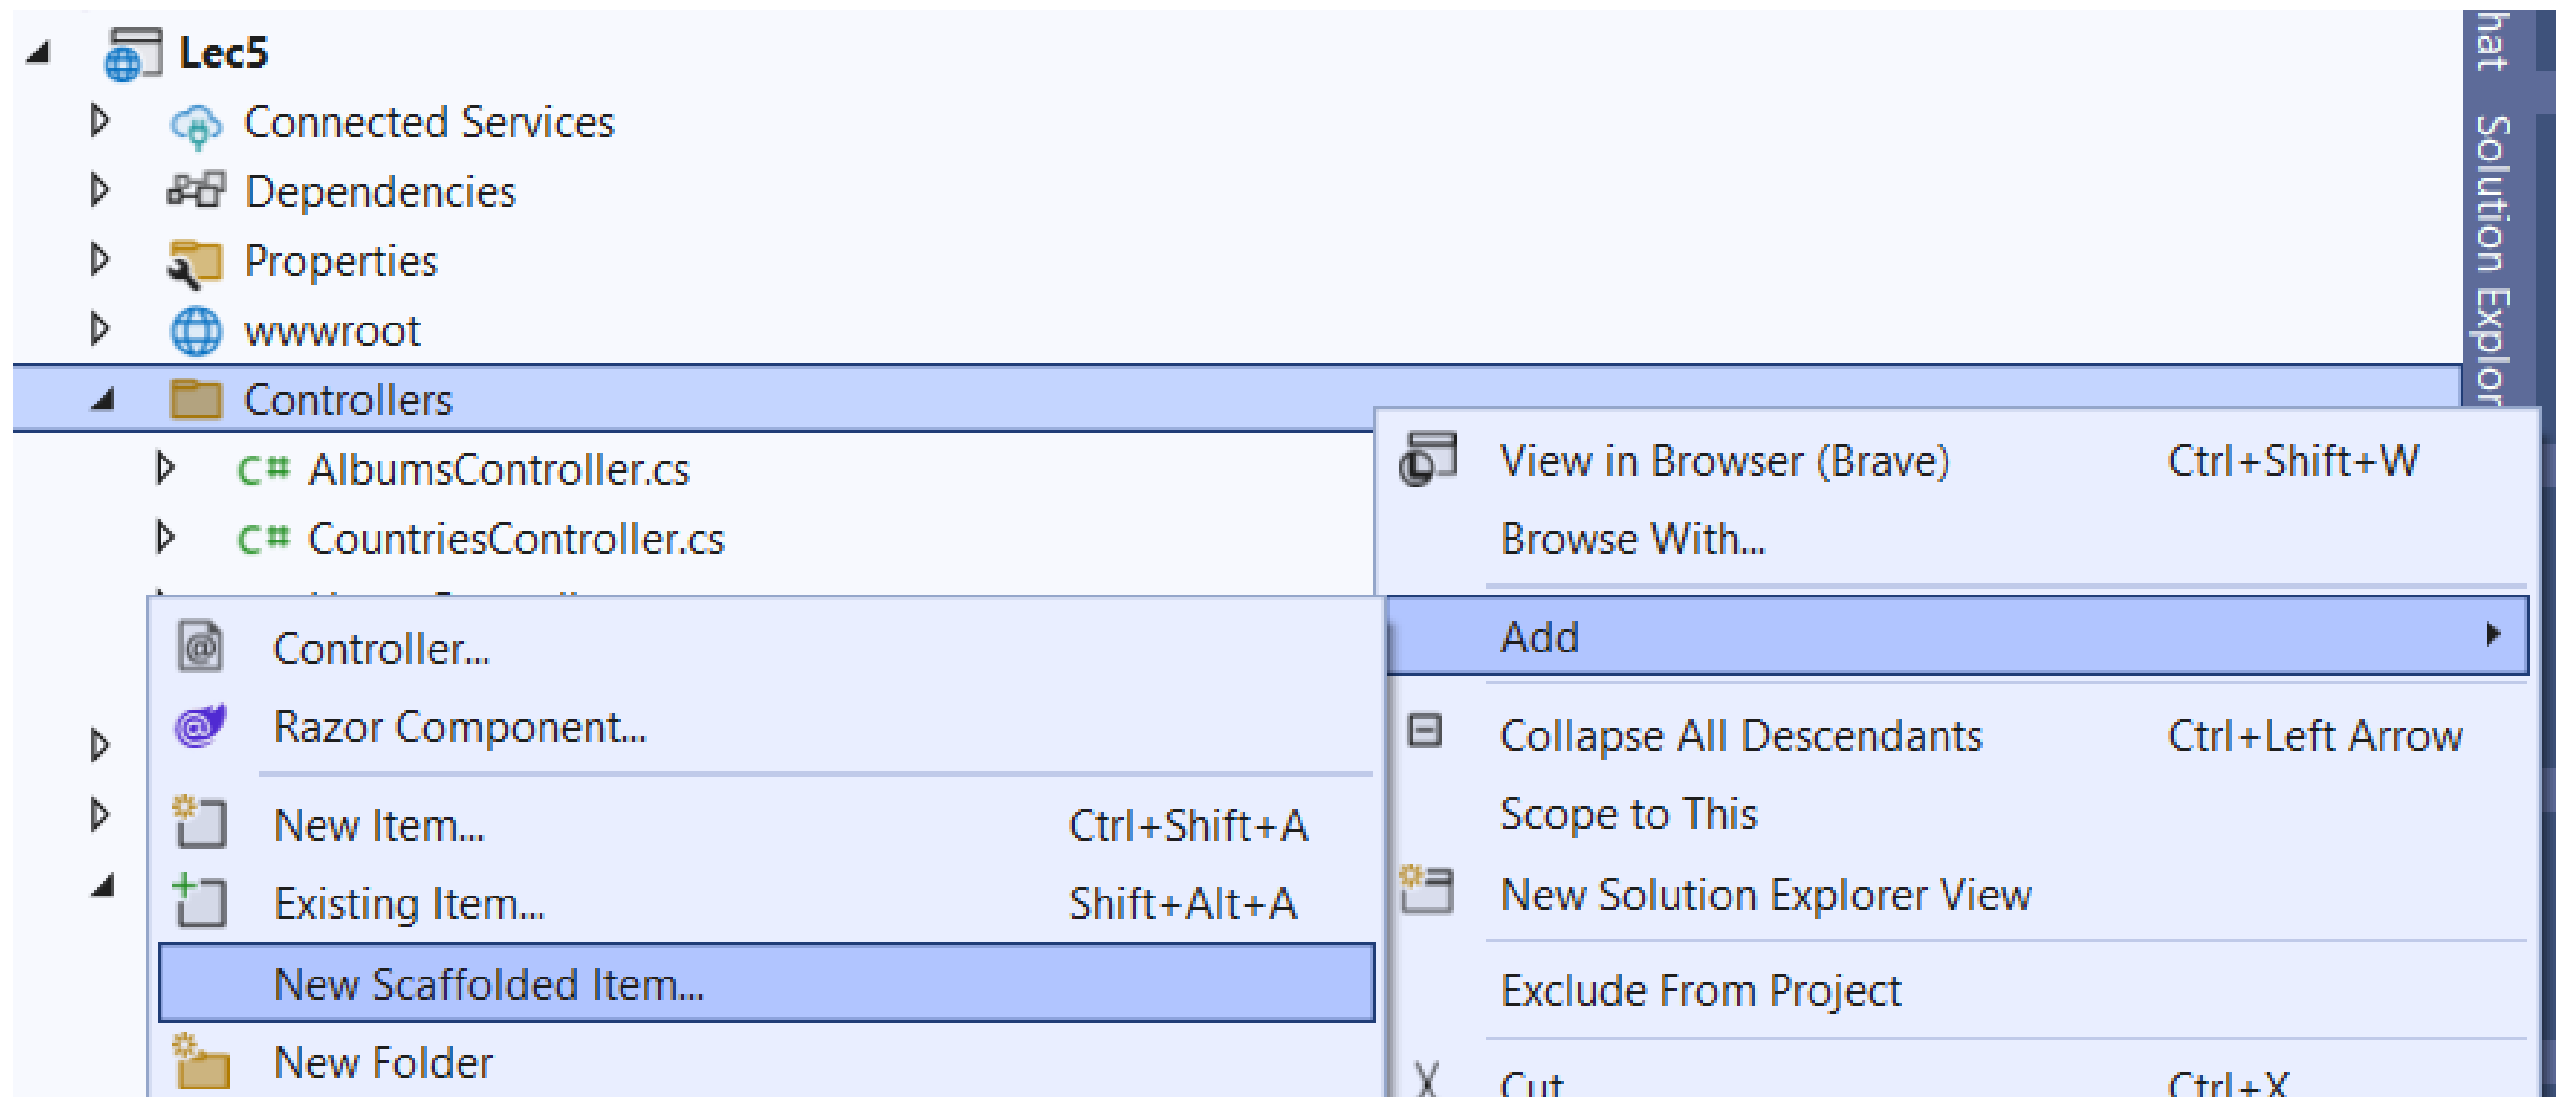 Lec5
Connected Services
Dependencies
Properties
wwwroot
Controllers
C# AlbumsController.cs
C# CountriesController.cs
View in Browser (Brave) Ctrl+Shift+W
Browse With...
Add
Collapse All Descendants Ctrl+Left Arrow
Scope to This
New Solution Explorer View
Exclude From Project
Cut Ctrl+X
Controller...
Razor Component...
New Item... Ctrl+Shift+A
Existing Item... Shift+Alt+A
New Scaffolded Item...
New Folder
hat
Solution Explor